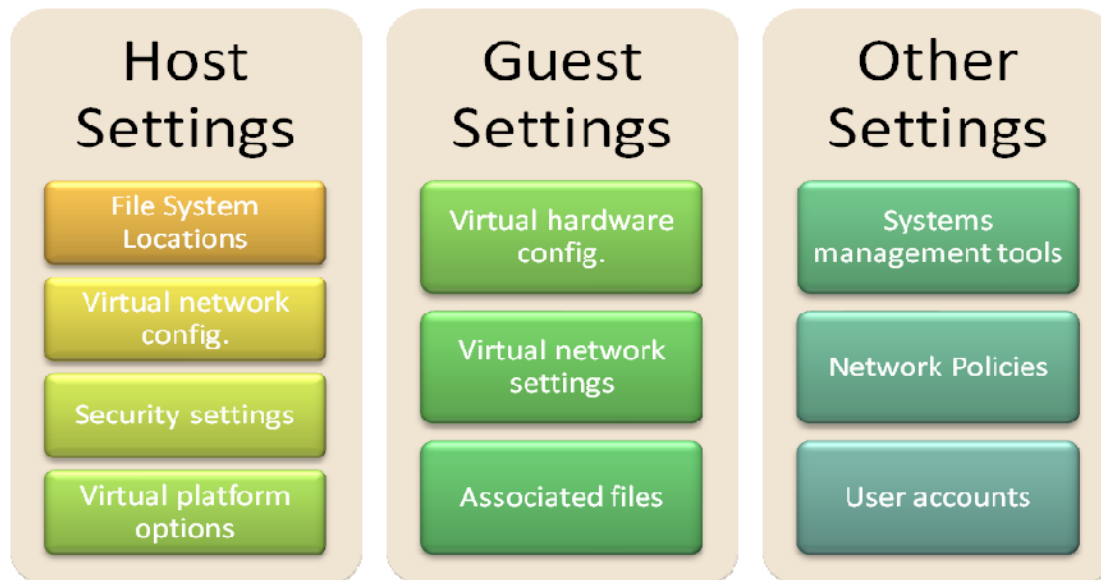 Host
Settings
File System
Locations
Virtual network
config.
Security settings
Virtual platform
options
Guest
Settings
Virtual hardware
config.
Virtual network
settings
Associated files
Other
Settings
Systems
management tools
Network Policies
User accounts